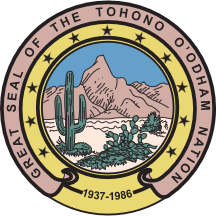 GREAT SEAL OF THE TOHONO O'ODHAM NATION
1937-1986